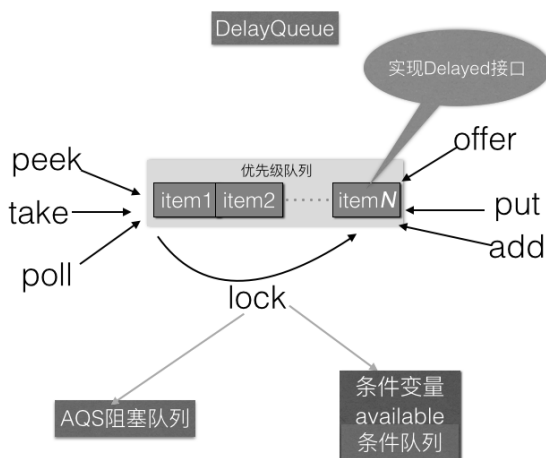 DelayQueue
实现Delayed接口
offer
peek
优先级队列
take
item1
item2
itemN
put
add
poll
lock
AQS阻塞队列
条件变量
available
条件队列